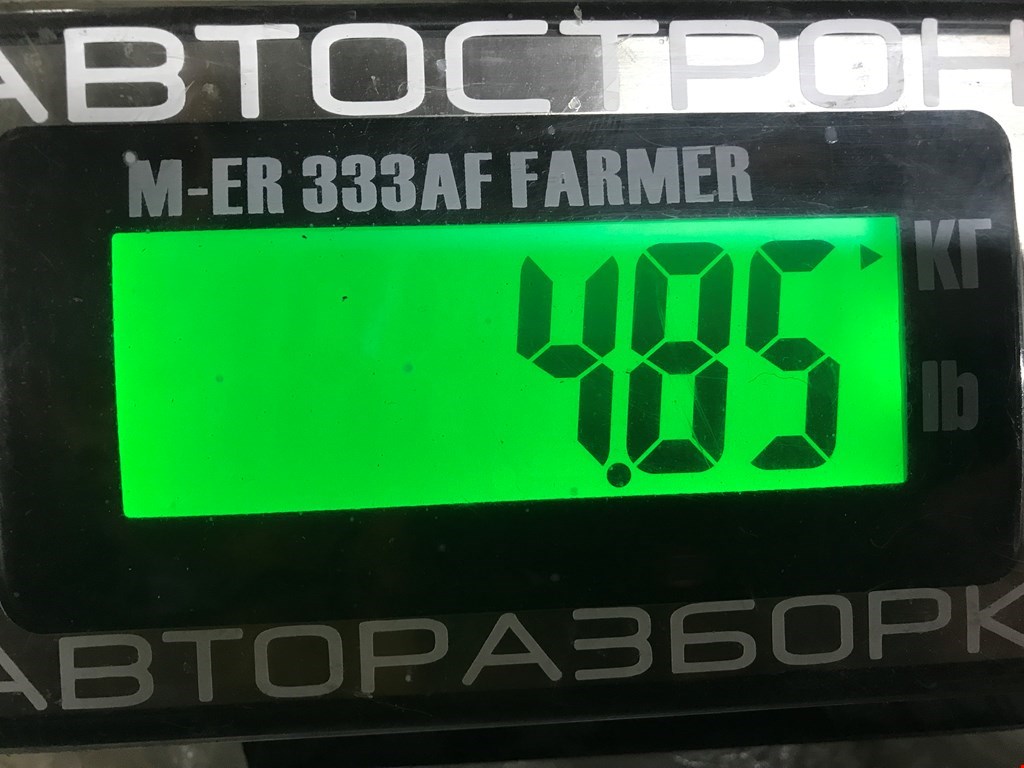 АВТОСТРОН
M-ER 333AF FARMER
4.85
КГ
lb
АВТОРАЗБОРК